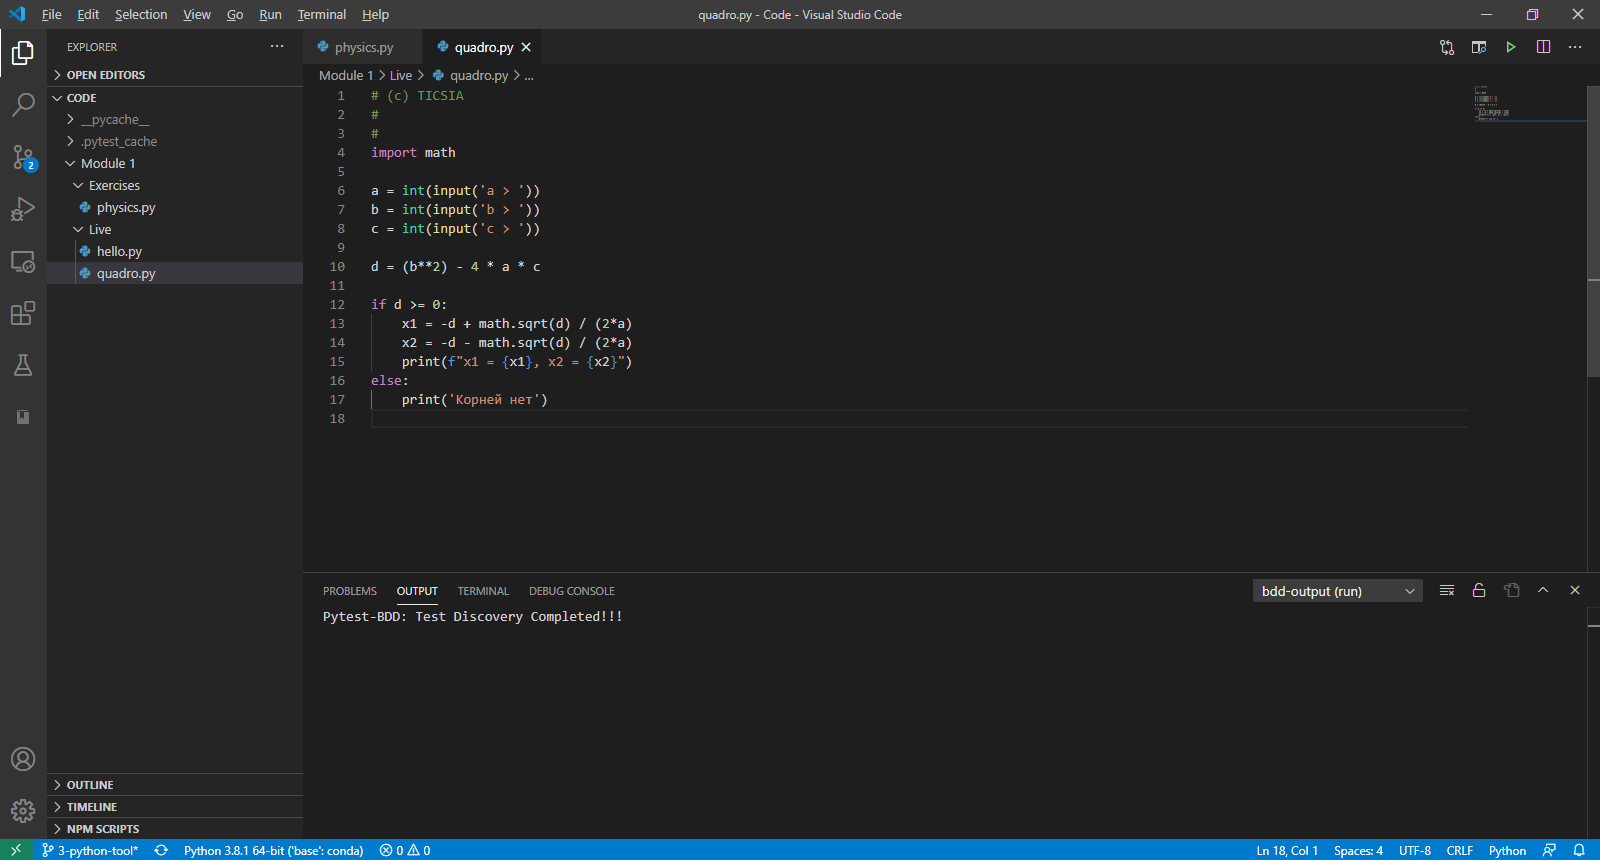 File Edit Selection View Go Run Terminal Help
quadro.py - Code - Visual Studio Code
EXPLORER
OPEN EDITORS
CODE
__pycache__
.pytest_cache
Module 1
Exercises
physics.py
Live
hello.py
quadro.py
2
OUTLINE
TIMELINE
NPM SCRIPTS
physics.py quadro.py
Module 1 > Live > quadro.py > ...
1 # (c) TICSIA
2 #
3 #
4 import math
5
6 a = int(input('a > '))
7 b = int(input('b > '))
8 c = int(input('c > '))
9
10 d = (b**2) - 4 * a * c
11
12 if d >= 0:
13 x1 = -d + math.sqrt(d) / (2*a)
14 x2 = -d - math.sqrt(d) / (2*a)
15 print(f"x1 = {x1}, x2 = {x2}")
16 else:
17 print('Корней нет')
18
PROBLEMS OUTPUT TERMINAL DEBUG CONSOLE
bdd-output (run)
Pytest-BDD: Test Discovery Completed!!!
3-python-tool* Python 3.8.1 64-bit ('base': conda) 0 0
Ln 18, Col 1 Spaces: 4 UTF-8 CRLF Python